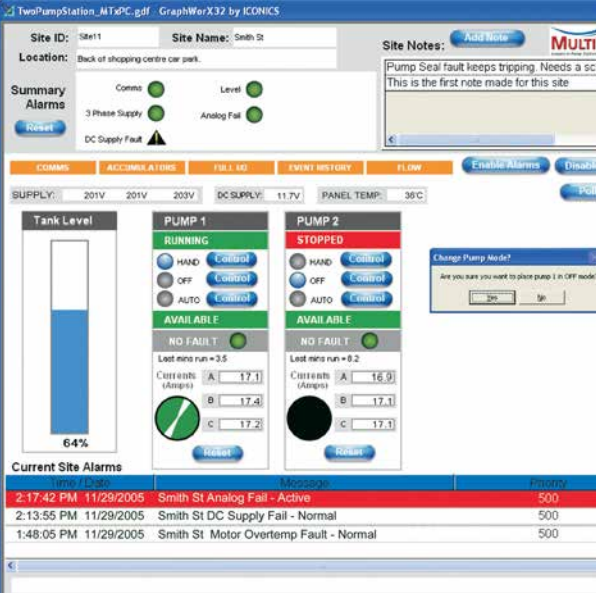 TwoPumpStation_MTxPC.gdf - GraphWorX32 by ICONICS
Site ID: Site11 Site Name: Smith St
Location: Back of shopping centre car park.
Site Notes: Add Note MULTI
Pump Seal fault keeps tripping. Needs a sc
This is the first note made for this site
Summary Alarms
Comms Level
3 Phase Supply Analog Fail
DC Supply Fault
Reset
COMMS ACCUMULATORS FULL I/O EVENT HISTORY FLOW Enable Alarms Disabl
SUPPLY: 201V 201V 203V DC SUPPLY: 11.7V PANEL TEMP: 36'C Poll
Tank Level
64%
PUMP 1
RUNNING
HAND Control
OFF Control
AUTO Control
AVAILABLE
NO FAULT
Last mins run = 3.5
Currents (Amps)
A 17.1
B 17.4
C 17.2
Reset
PUMP 2
STOPPED
HAND Control
OFF Control
AUTO Control
AVAILABLE
NO FAULT
Last mins run = 8.2
Currents (Amps)
A 16.9
B 17.1
C 17.1
Reset
Change Pump Mode?
Are you sure you want to place pump 1 in OFF mode?
Yes No
Current Site Alarms
Time / Date Message Priority
2:17:42 PM 11/29/2005 Smith St Analog Fail - Active 500
2:13:55 PM 11/29/2005 Smith St DC Supply Fail - Normal 500
1:48:05 PM 11/29/2005 Smith St Motor Overtemp Fault - Normal 500